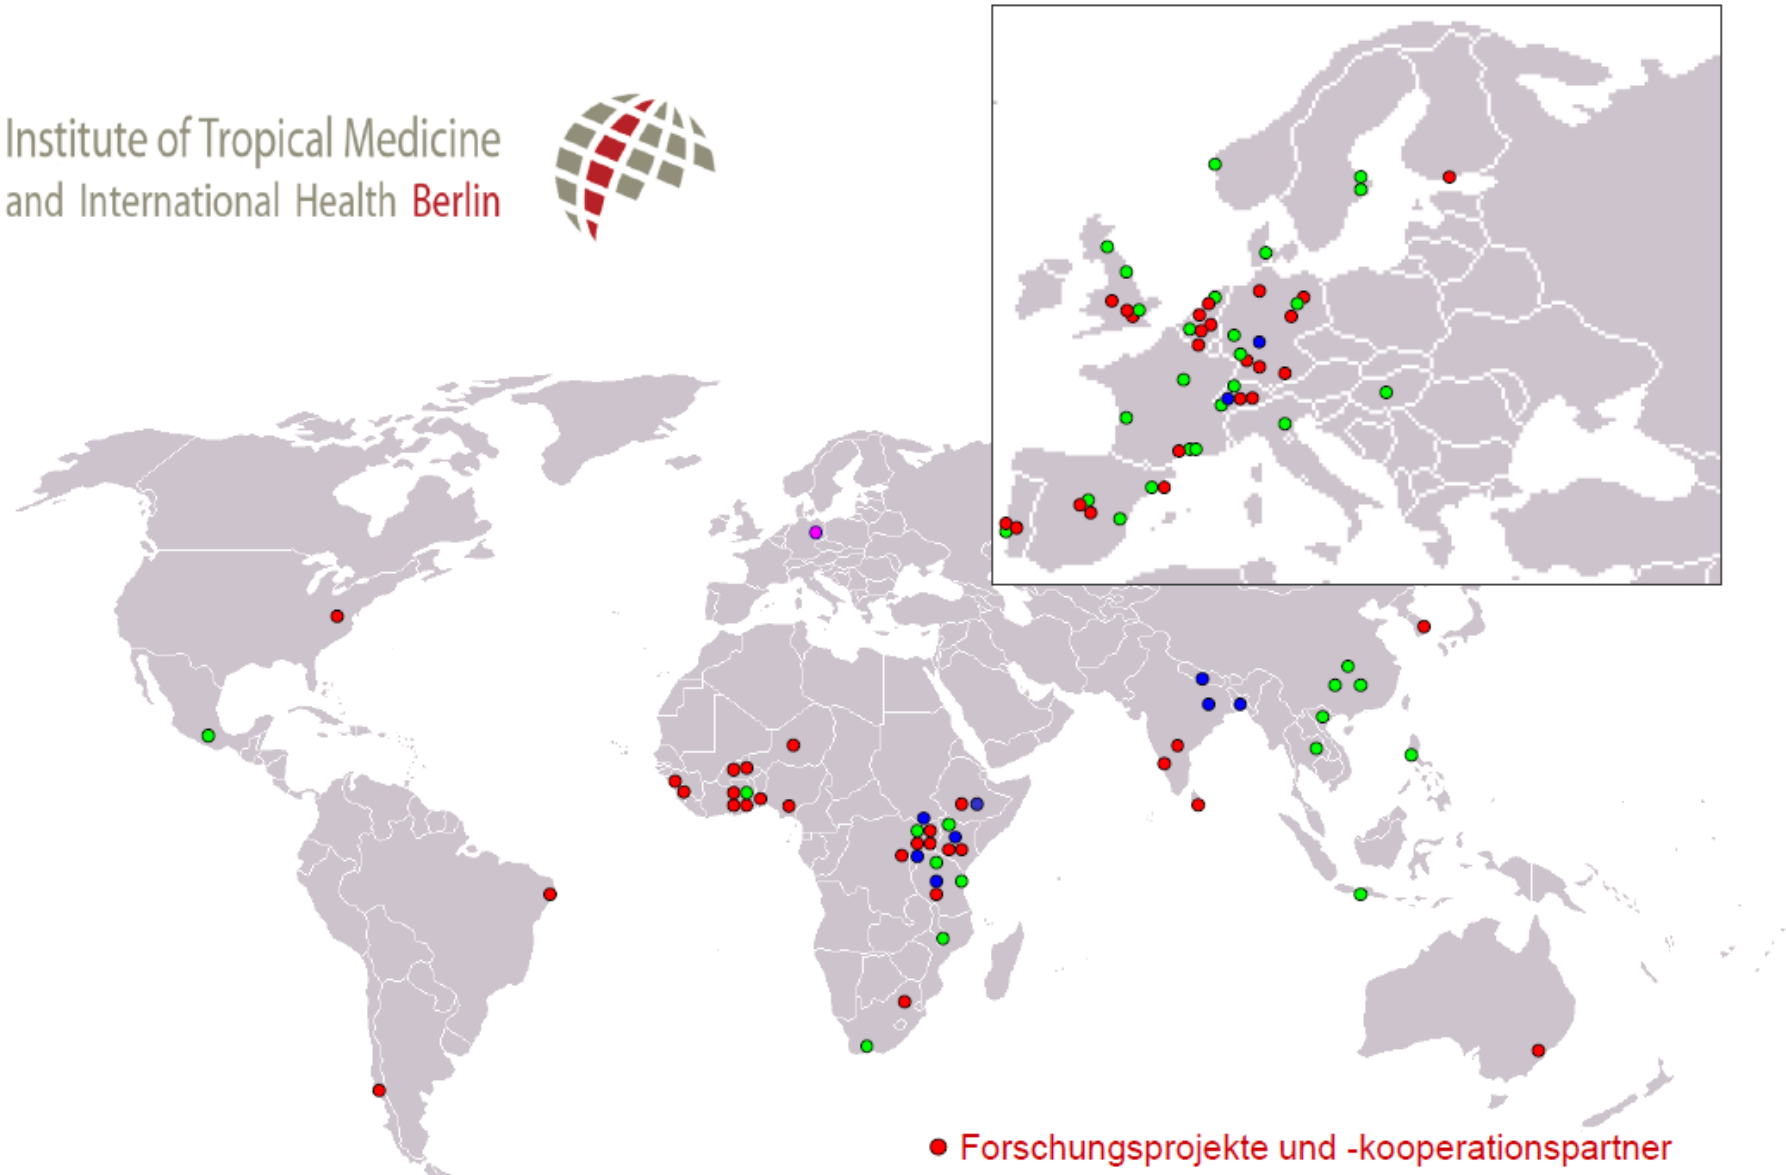 Institute of Tropical Medicine
and International Health Berlin
Forschungsprojekte und -kooperationspartner